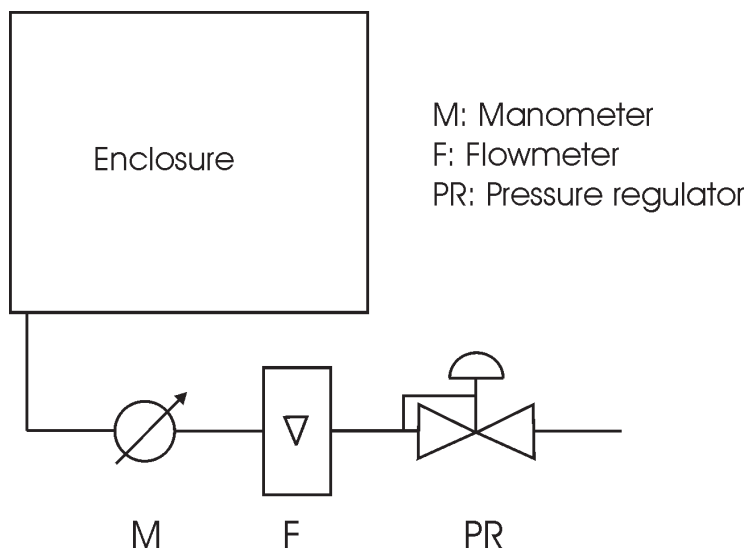 Enclosure
M: Manometer
F: Flowmeter
PR: Pressure regulator
M F PR